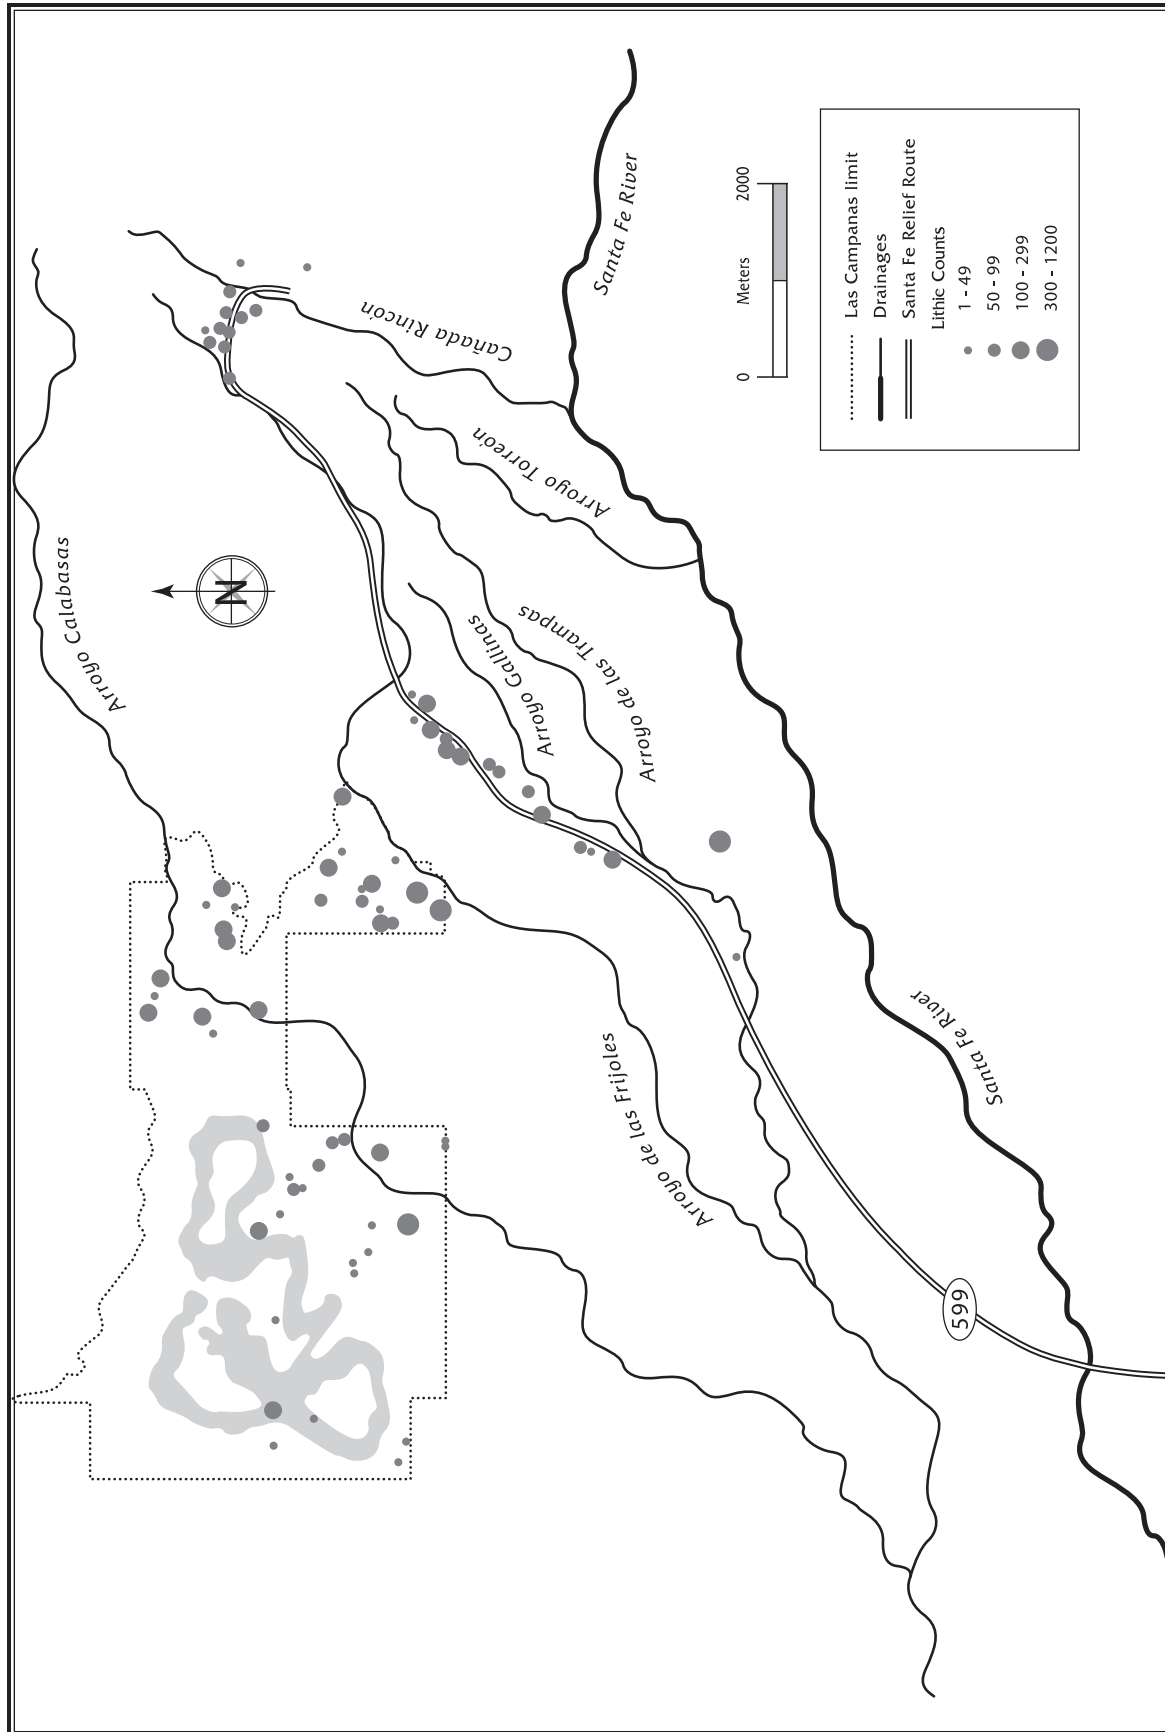 Arroyo Calabasas
N
Cañada Rincón
Santa Fe River
Arroyo Torreón
Arroyo Gallinas
Arroyo de las Trampas
Arroyo de las Frijoles
Santa Fe River
599
0 Meters 2000
Las Campanas limit
Drainages
Santa Fe Relief Route
Lithic Counts
1 - 49
50 - 99
100 - 299
300 - 1200